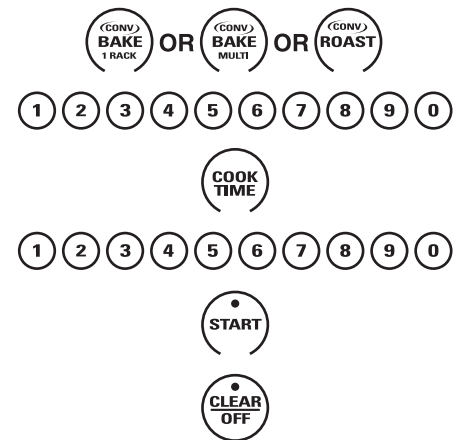 CONV BAKE 1 RACK OR CONV BAKE MULTI OR CONV ROAST
1 2 3 4 5 6 7 8 9 0
COOK TIME
1 2 3 4 5 6 7 8 9 0
START
CLEAR
OFF